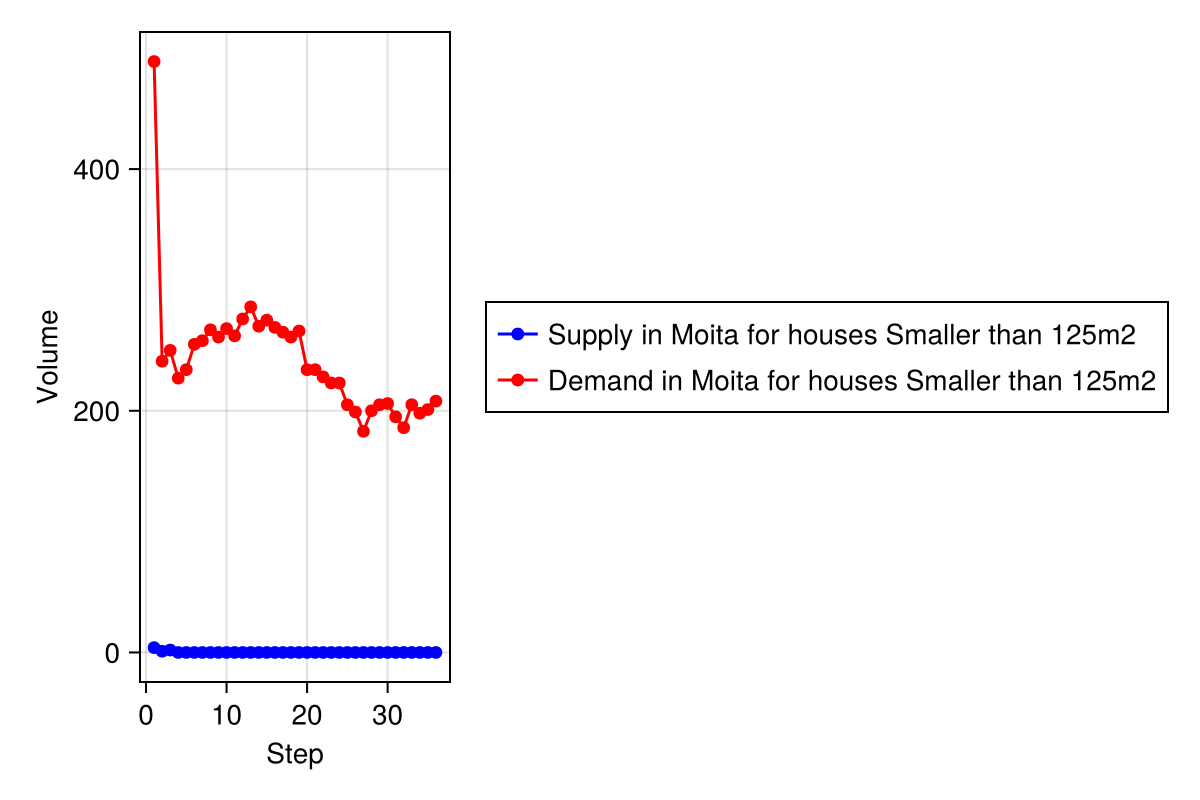 400
200
0
Volume
0 10 20 30
Step
Supply in Moita for houses Smaller than 125m2
Demand in Moita for houses Smaller than 125m2